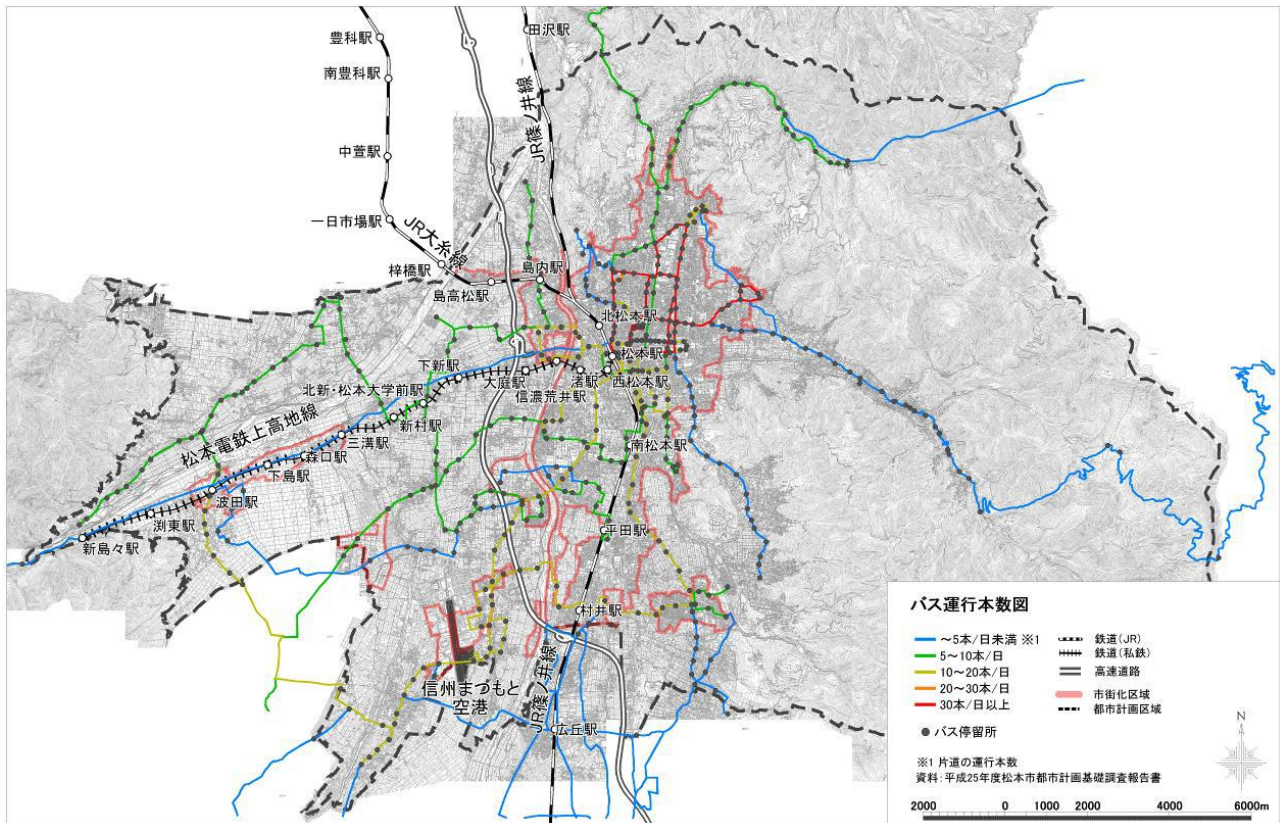 豊科駅
田沢駅
南豊科駅
JR篠ノ井線
中萱駅
一日市場駅
JR大糸線
梓橋駅
島内駅
島高松駅
北松本駅
松本駅
下新駅
大庭駅
渚駅
西松本駅
北新・松本大学前駅
信濃荒井駅
松本電鉄上高地線
新村駅
三溝駅
南松本駅
森口駅
下島駅
波田駅
渕東駅
平田駅
新島々駅
村井駅
信州まつもと
空港
JR篠ノ井線
広丘駅
バス運行本数図
～5本/日未満 ※1
5～10本/日
10～20本/日
20～30本/日
30本/日以上
バス停留所
鉄道(JR)
鉄道(私鉄)
高速道路
市街化区域
都市計画区域
N
※1 片道の運行本数
資料:平成25年度松本市都市計画基礎調査報告書
2000 0 1000 2000 4000 6000m